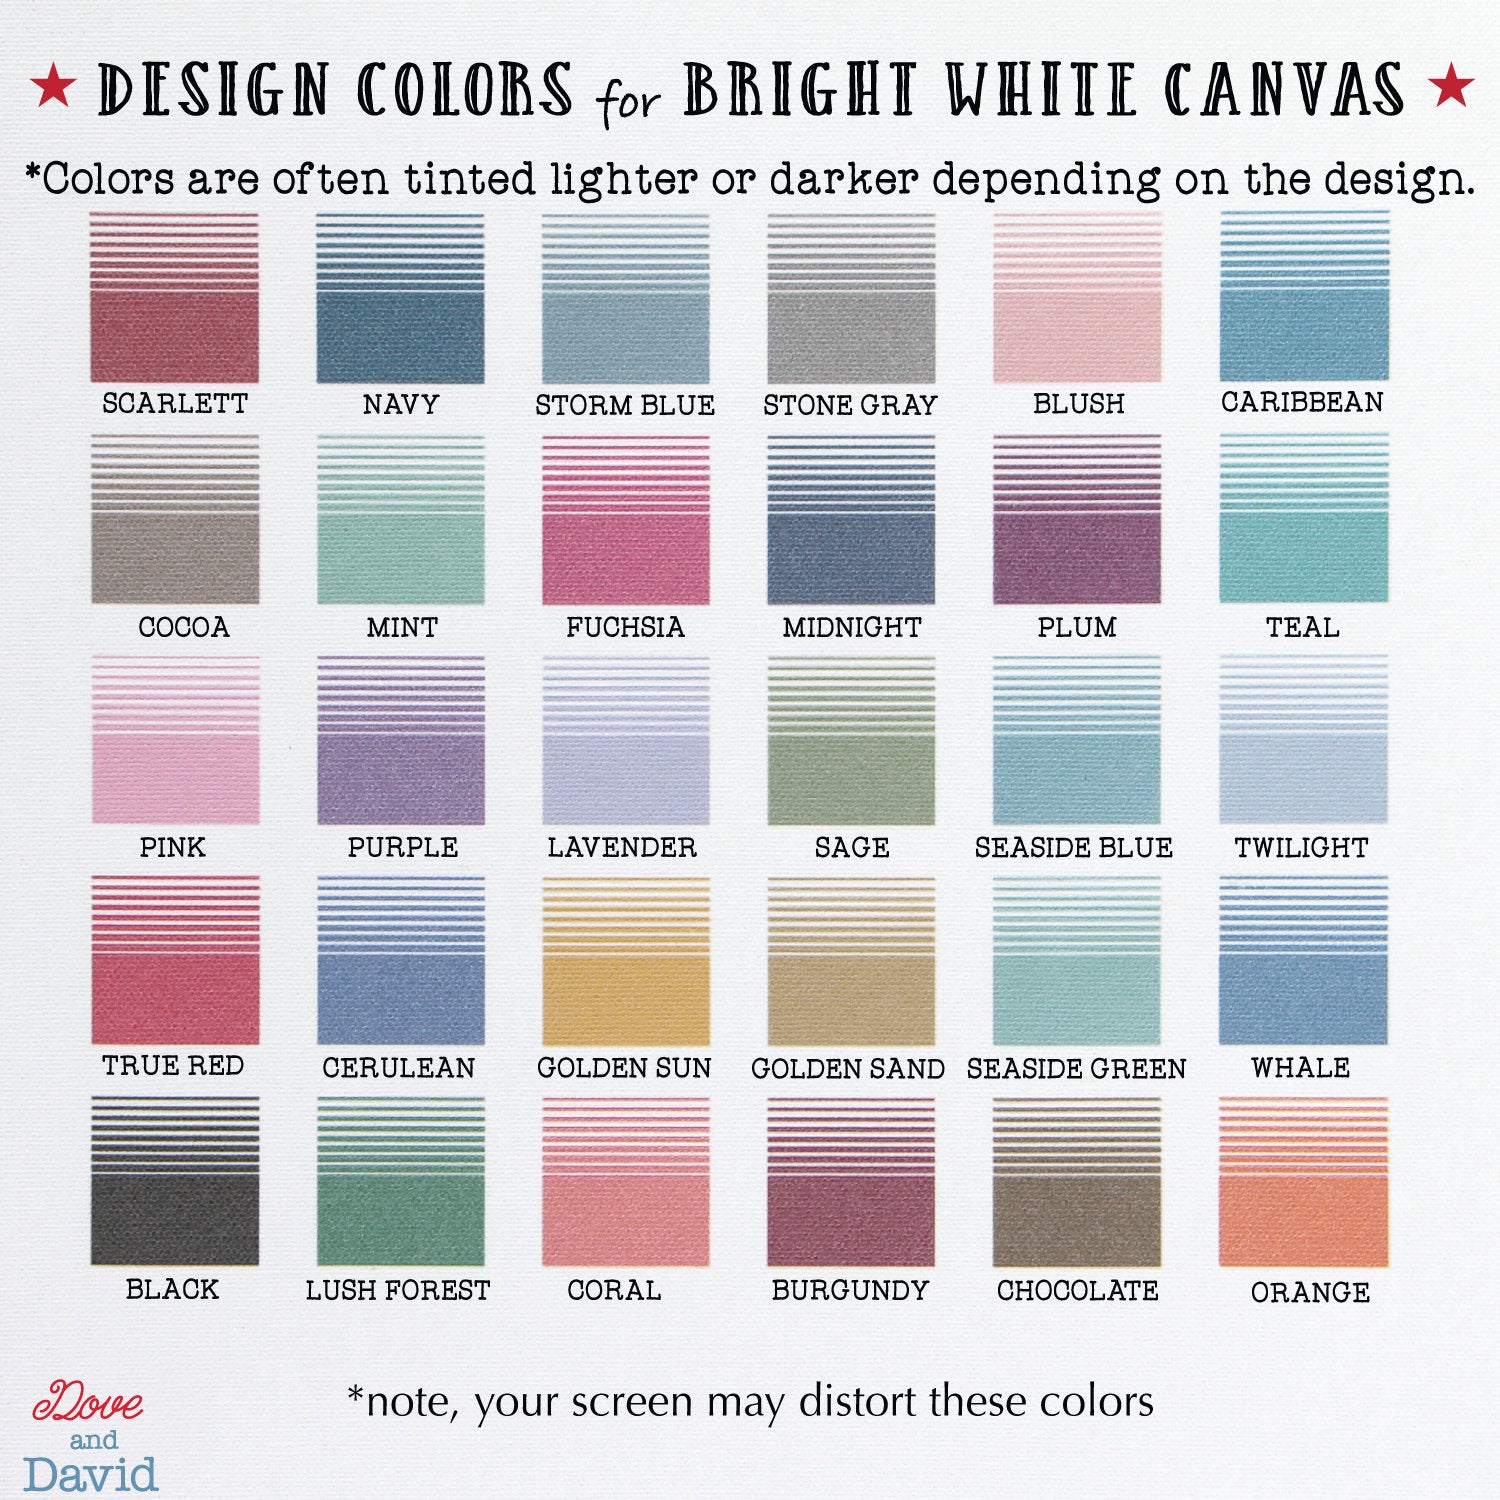 ★ DESIGN COLORS for BRIGHT WHITE CANVAS ★
*Colors are often tinted lighter or darker depending on the design.
SCARLETT NAVY STORM BLUE STONE GRAY BLUSH CARIBBEAN
COCOA MINT FUCHSIA MIDNIGHT PLUM TEAL
PINK PURPLE LAVENDER SAGE SEASIDE BLUE TWILIGHT
TRUE RED CERULEAN GOLDEN SUN GOLDEN SAND SEASIDE GREEN WHALE
BLACK LUSH FOREST CORAL BURGUNDY CHOCOLATE ORANGE
*note, your screen may distort these colors
Dove
and
David